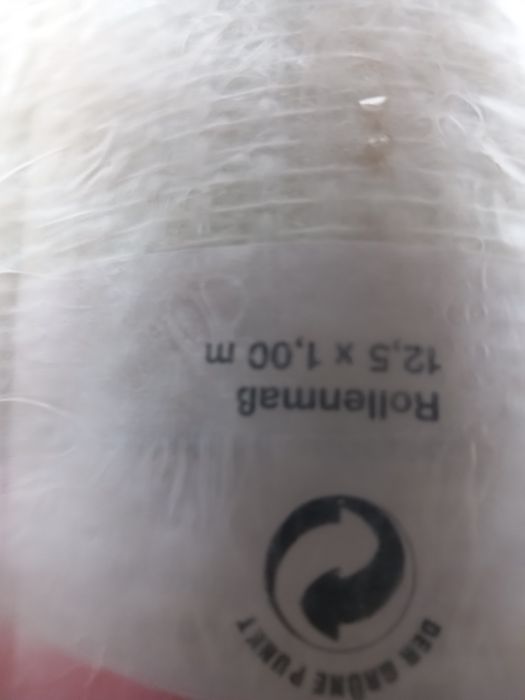 DER GRÜNE PUNKT
Rollenmaß
12,5 x 1,00 m